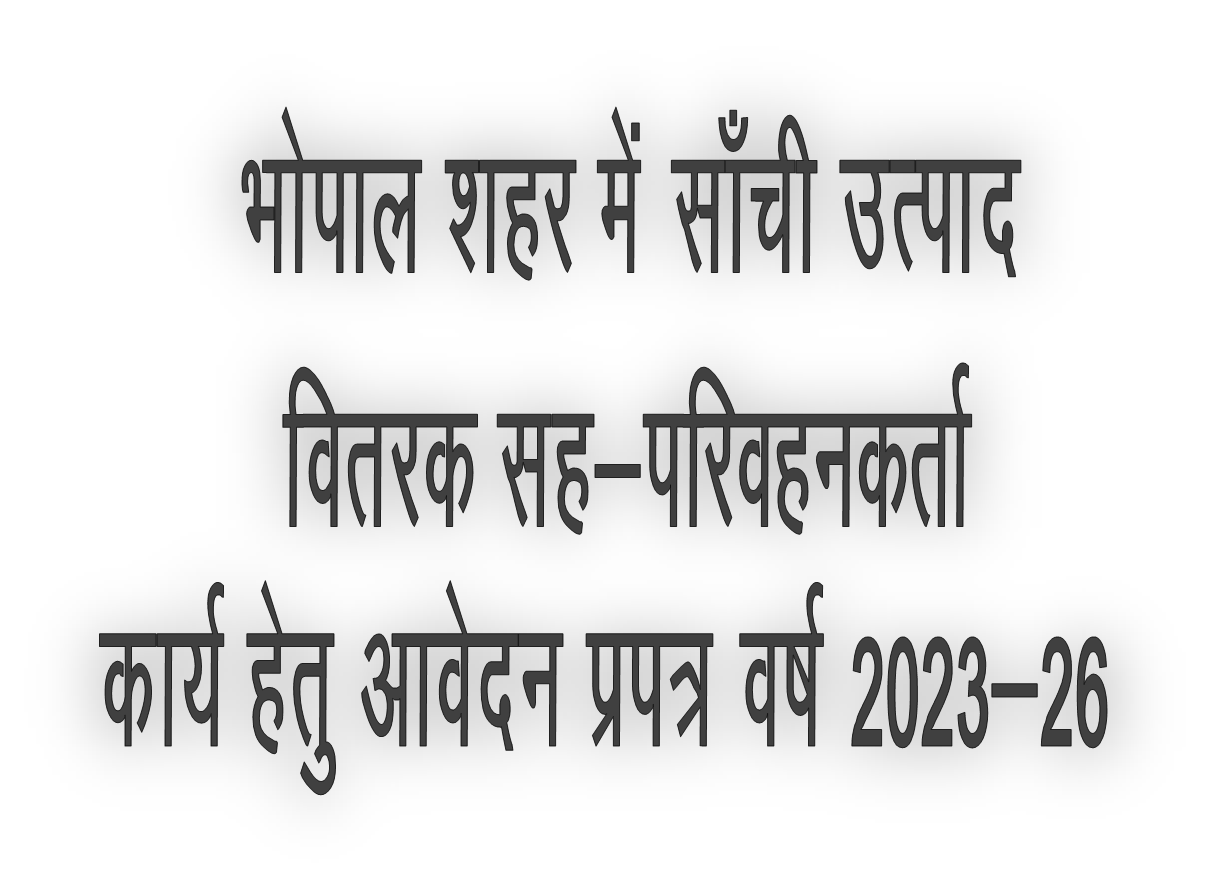 भोपाल शहर में साँची उत्पाद
वितरक सह–परिवहनकर्ता
कार्य हेतु आवेदन प्रपत्र वर्ष 2023–26